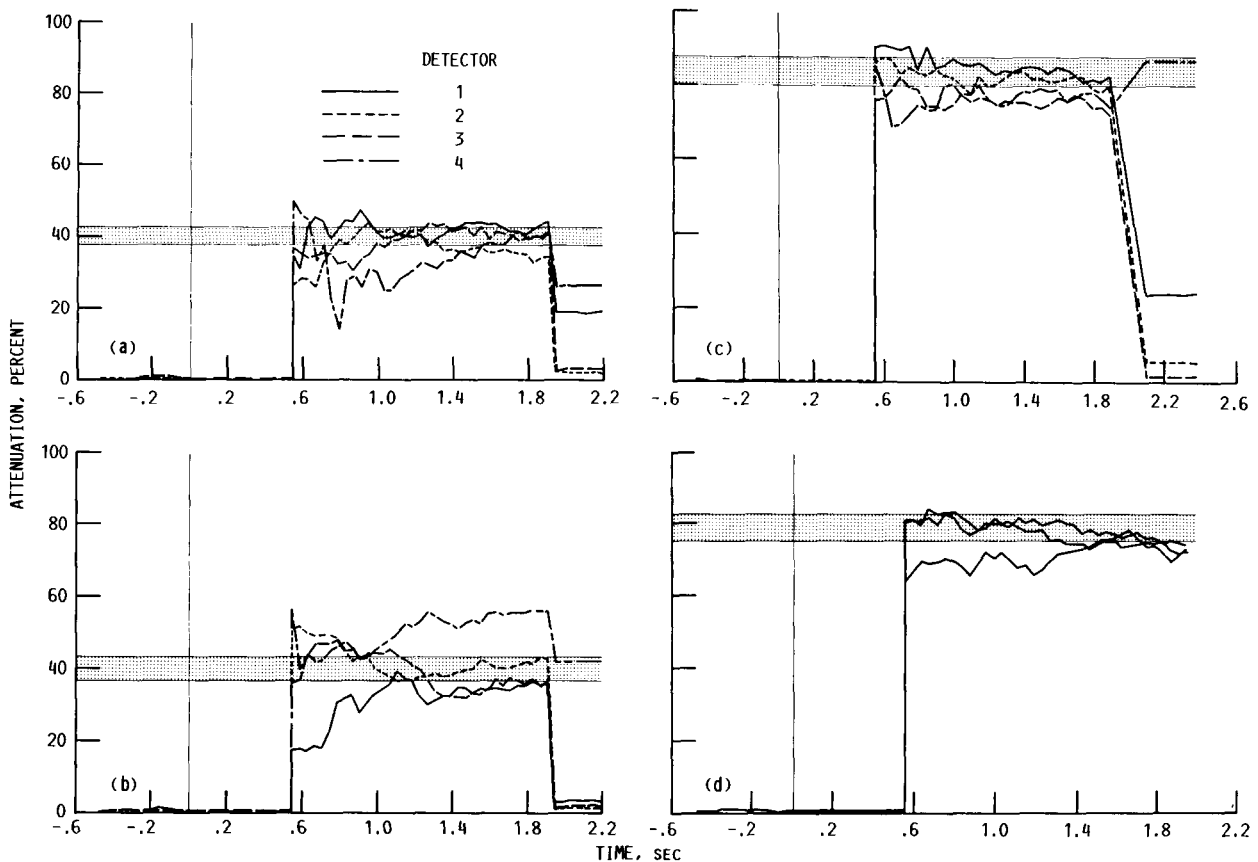 100
80
60
40
20
0
DETECTOR
1
2
3
4
(a)
-.6 -.2 .2 .6 1.0 1.4 1.8 2.2
(c)
-.6 -.2 .2 .6 1.0 1.4 1.8 2.2 2.6
ATTENUATION, PERCENT
100
80
60
40
20
0
(b)
-.6 -.2 .2 .6 1.0 1.4 1.8 2.2
(d)
-.6 -.2 .2 .6 1.0 1.4 1.8 2.2
TIME, SEC